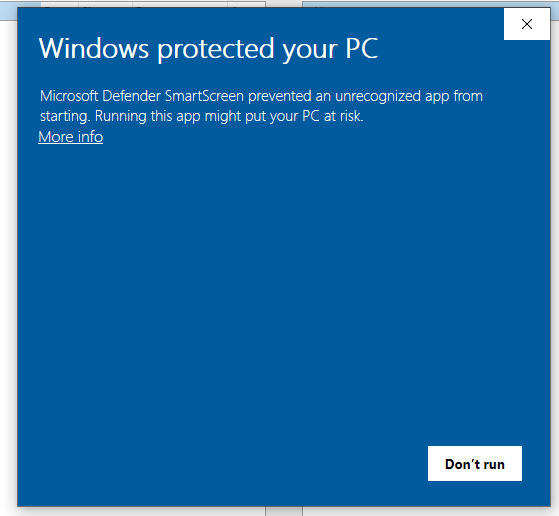 Windows protected your PC
Microsoft Defender SmartScreen prevented an unrecognized app from
starting. Running this app might put your PC at risk.
More info
Don't run